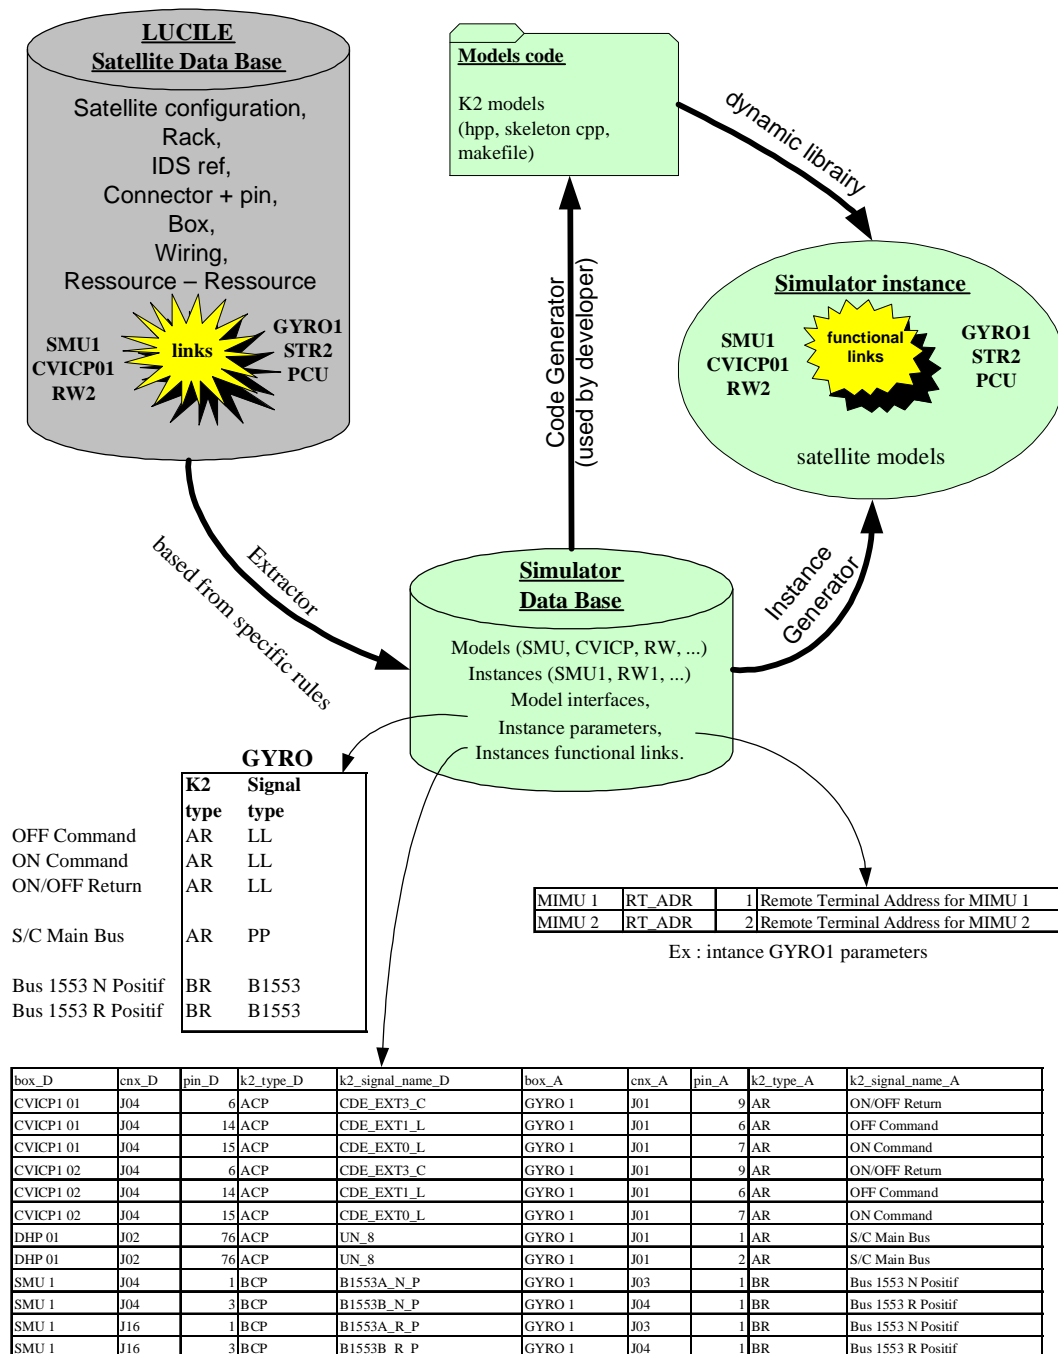 LUCILE
Satellite Data Base
Satellite configuration,
Rack,
IDS ref,
Connector + pin,
Box,
Wiring,
Ressource – Ressource
SMU1
CVICP01
RW2
links
GYRO1
STR2
PCU
Models code
K2 models
(hpp, skeleton cpp,
makefile)
dynamic librairy
Simulator instance
SMU1
CVICP01
RW2
functional
links
GYRO1
STR2
PCU
satellite models
Code Generator
(used by developer)
Extractor
based from specific rules
Instance
Generator
Simulator
Data Base
Models (SMU, CVICP, RW, ...)
Instances (SMU1, RW1, ...)
Model interfaces,
Instance parameters,
Instances functional links.
GYRO
K2 Signal
type type
OFF Command AR LL
ON Command AR LL
ON/OFF Return AR LL
S/C Main Bus AR PP
Bus 1553 N Positif BR B1553
Bus 1553 R Positif BR B1553
MIMU 1 RT_ADR 1 Remote Terminal Address for MIMU 1
MIMU 2 RT_ADR 2 Remote Terminal Address for MIMU 2
Ex : intance GYRO1 parameters
box_D cnx_D pin_D k2_type_D k2_signal_name_D box_A cnx_A pin_A k2_type_A k2_signal_name_A
CVICP1 01 J04 6 ACP CDE_EXT3_C GYRO 1 J01 9 AR ON/OFF Return
CVICP1 01 J04 14 ACP CDE_EXT1_L GYRO 1 J01 6 AR OFF Command
CVICP1 01 J04 15 ACP CDE_EXT0_L GYRO 1 J01 7 AR ON Command
CVICP1 02 J04 6 ACP CDE_EXT3_C GYRO 1 J01 9 AR ON/OFF Return
CVICP1 02 J04 14 ACP CDE_EXT1_L GYRO 1 J01 6 AR OFF Command
CVICP1 02 J04 15 ACP CDE_EXT0_L GYRO 1 J01 7 AR ON Command
DHP 01 J02 76 ACP UN_8 GYRO 1 J01 1 AR S/C Main Bus
DHP 01 J02 76 ACP UN_8 GYRO 1 J01 2 AR S/C Main Bus
SMU 1 J04 1 BCP B1553A_N_P GYRO 1 J03 1 BR Bus 1553 N Positif
SMU 1 J04 3 BCP B1553B_N_P GYRO 1 J04 1 BR Bus 1553 R Positif
SMU 1 J16 1 BCP B1553A_R_P GYRO 1 J03 1 BR Bus 1553 N Positif
SMU 1 J16 3 BCP B1553B_R_P GYRO 1 J04 1 BR Bus 1553 R Positif